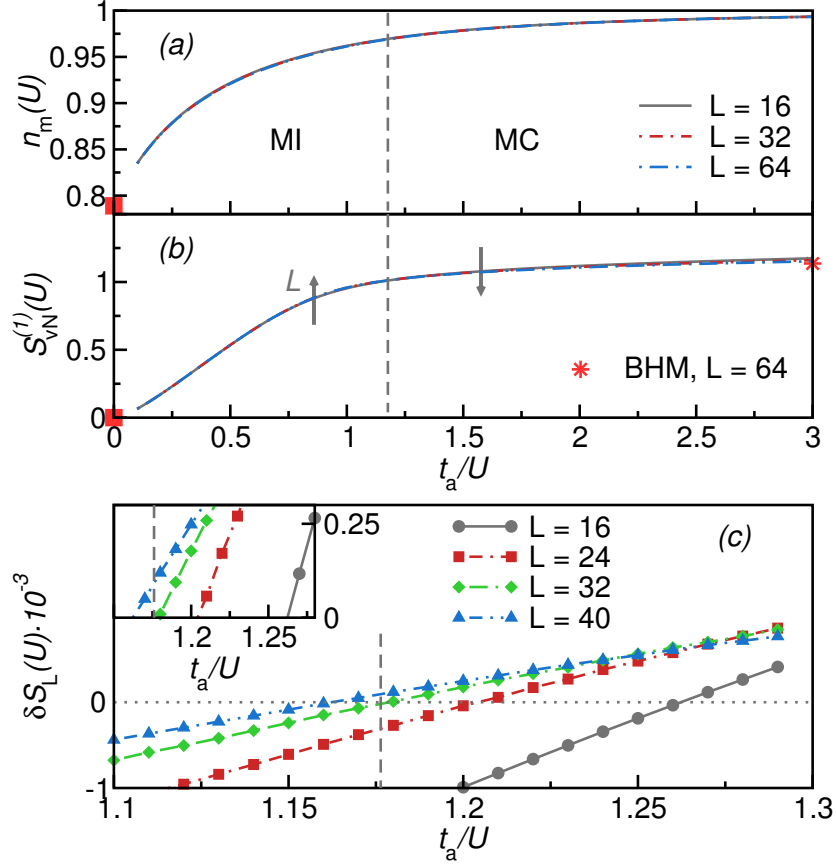 1
0.95
0.9
0.85
0.8
n_m(U)
(a)
MI
MC
L = 16
L = 32
L = 64
1
0.5
0
S_vN^(1)(U)
(b)
L
BHM, L = 64
0
0.5
1
1.5
2
2.5
3
t_a/U
δS_L(U)·10^-3
0
-1
(c)
0.25
0
1.2
1.25
t_a/U
L = 16
L = 24
L = 32
L = 40
1.1
1.15
1.2
1.25
1.3
t_a/U